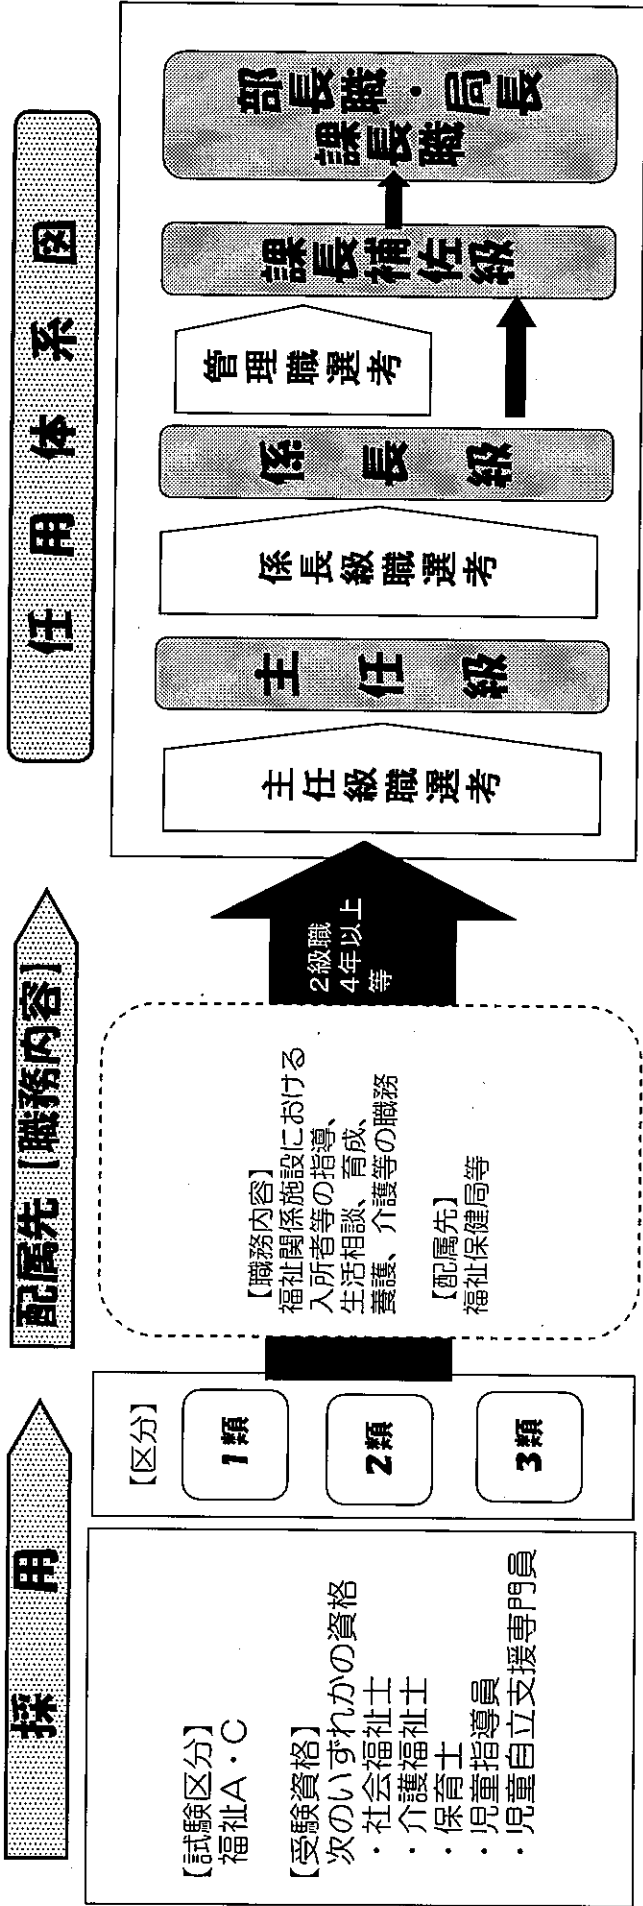 採用
【試験区分】
福祉A・C
【受験資格】
次のいずれかの資格
・社会福祉士
・介護福祉士
・保育士
・児童指導員
・児童自立支援専門員
【区分】
1類
2類
3類
配属先【職務内容】
【職務内容】
福祉関係施設における
入所者等の指導、
生活相談、育成、
養護、介護等の職務
【配属先】
福祉保健局等
2級職
4年以上
等
任用体系図
主任級職選考
主任級
係長級職選考
係長級
管理職選考
課長補佐級
部長職・局長
課長職